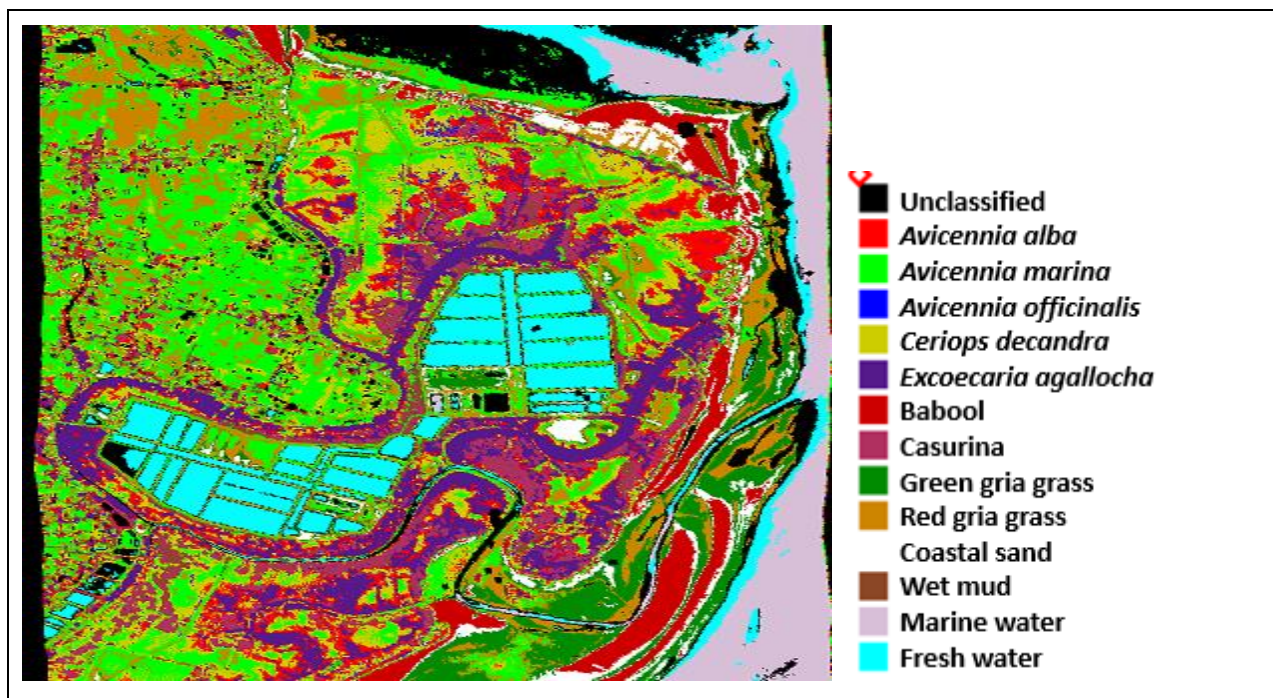 Unclassified
Avicennia alba
Avicennia marina
Avicennia officinalis
Ceriops decandra
Excoecaria agallocha
Babool
Casurina
Green gria grass
Red gria grass
Coastal sand
Wet mud
Marine water
Fresh water